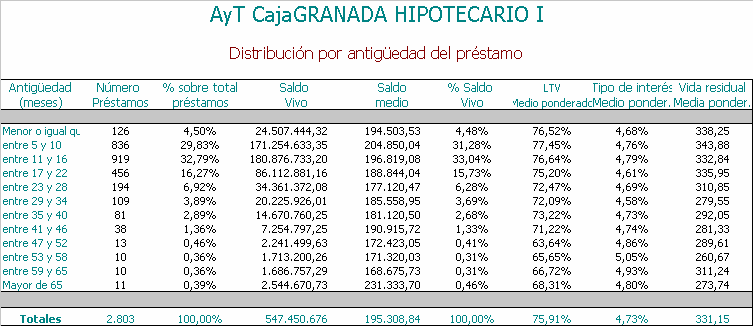 AyT CajaGRANADA HIPOTECARIO I
Distribución por antigüedad del préstamo
Antigüedad Número % sobre total Saldo Saldo % Saldo LTV Tipo de interés Vida residual
(meses) Préstamos préstamos Vivo medio Vivo Medio ponderado Medio ponder. Media ponder.
Menor o igual qu 126 4,50% 24.507.444,32 194.503,53 4,48% 76,52% 4,68% 338,25
entre 5 y 10 836 29,83% 171.254.633,35 204.850,04 31,28% 77,45% 4,76% 343,88
entre 11 y 16 919 32,79% 180.876.733,20 196.819,08 33,04% 76,64% 4,79% 332,84
entre 17 y 22 456 16,27% 86.112.881,16 188.844,04 15,73% 75,20% 4,61% 335,95
entre 23 y 28 194 6,92% 34.361.372,08 177.120,47 6,28% 72,47% 4,69% 310,85
entre 29 y 34 109 3,89% 20.225.926,01 185.558,95 3,69% 72,09% 4,58% 279,55
entre 35 y 40 81 2,89% 14.670.760,25 181.120,50 2,68% 73,22% 4,73% 292,05
entre 41 y 46 38 1,36% 7.254.797,25 190.915,72 1,33% 71,22% 4,74% 281,33
entre 47 y 52 13 0,46% 2.241.499,63 172.423,05 0,41% 63,64% 4,86% 289,61
entre 53 y 58 10 0,36% 1.713.200,26 171.320,03 0,31% 65,65% 5,05% 260,67
entre 59 y 65 10 0,36% 1.686.757,29 168.675,73 0,31% 66,72% 4,93% 311,24
Mayor de 65 11 0,39% 2.544.670,73 231.333,70 0,46% 68,31% 4,80% 273,74
Totales 2.803 100,00% 547.450.676 195.308,84 100,00% 75,91% 4,73% 331,15